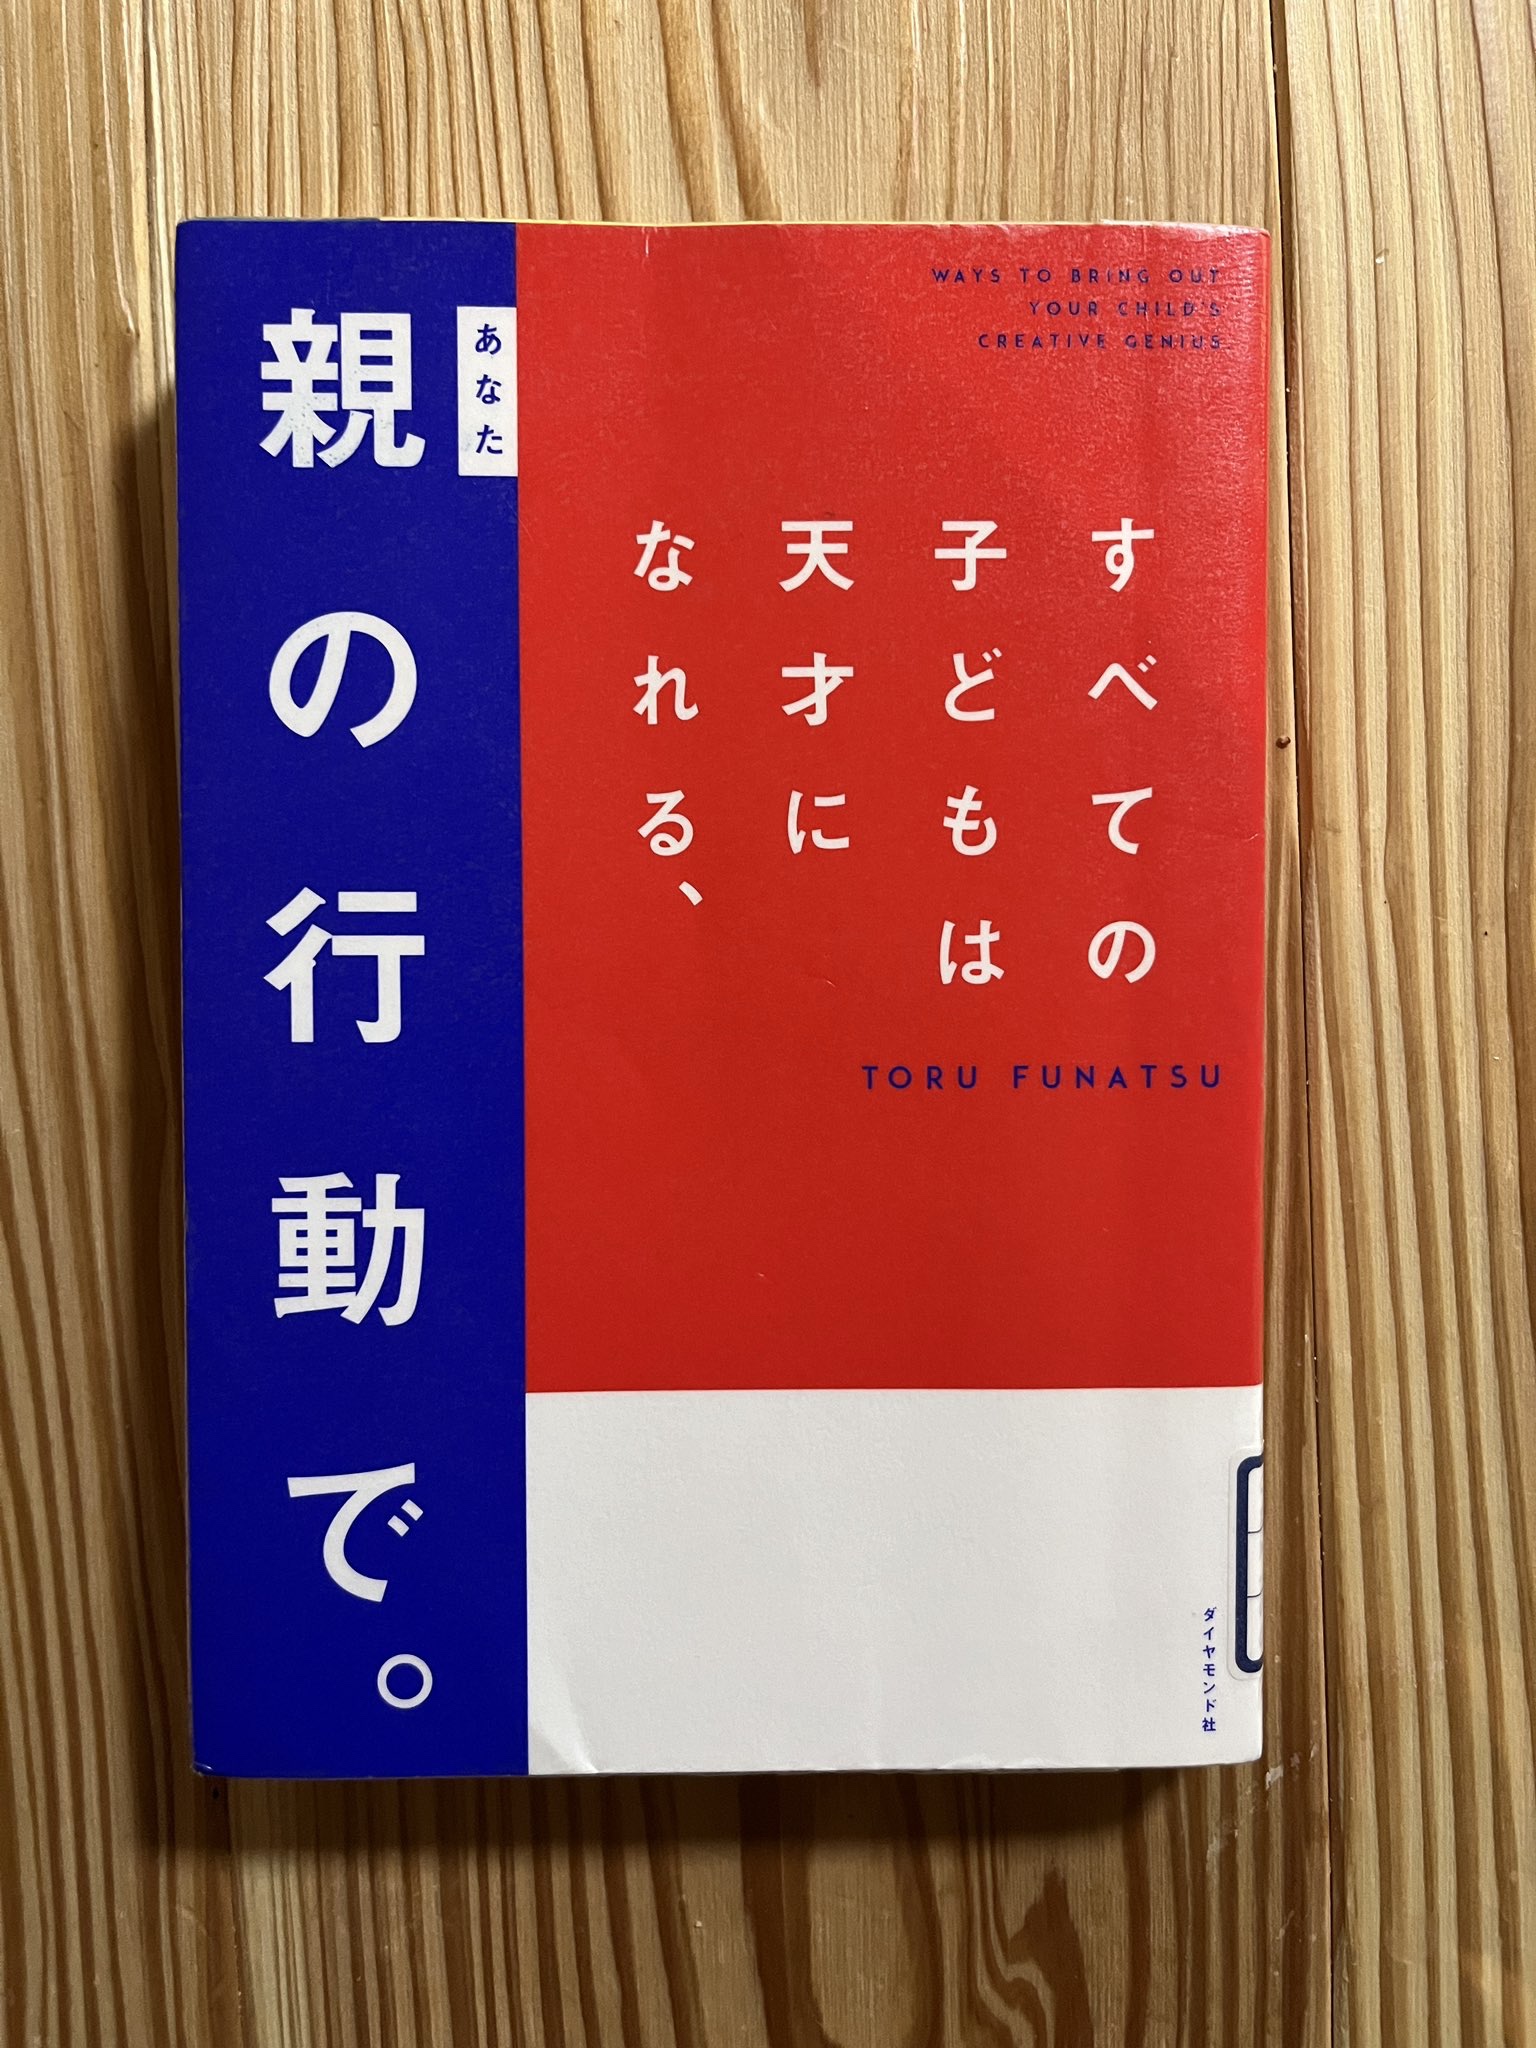 WAYS TO BRING OUT
YOUR CHILD'S
CREATIVE GENIUS
すべての
子どもは
天才に
なれる、
あなた
親の行動で。
TORU FUNATSU
ダイヤモンド社